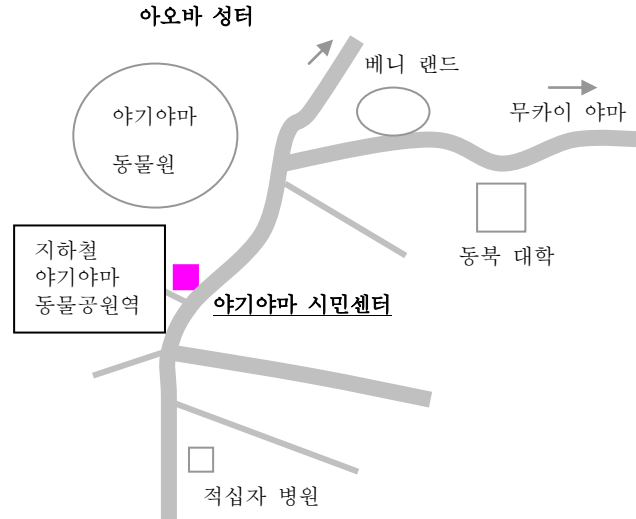 아오바 성터
베니 랜드
야기야마
동물원
무카이 야마
동북 대학
지하철
야기야마
동물공원역
야기야마 시민센터
적십자 병원